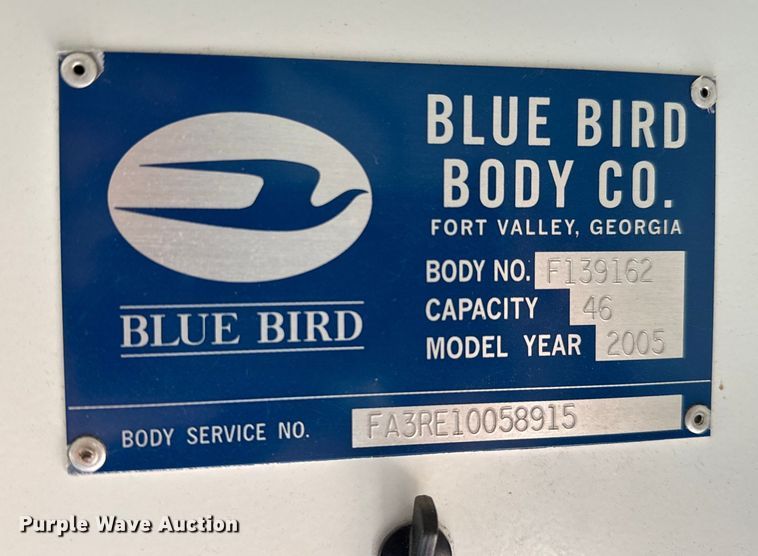 BLUE BIRD
BODY CO.
FORT VALLEY, GEORGIA
BODY NO. F139162
CAPACITY 46
MODEL YEAR 2005
BLUE BIRD
BODY SERVICE NO. FA3RE10058915
Purple Wave Auction